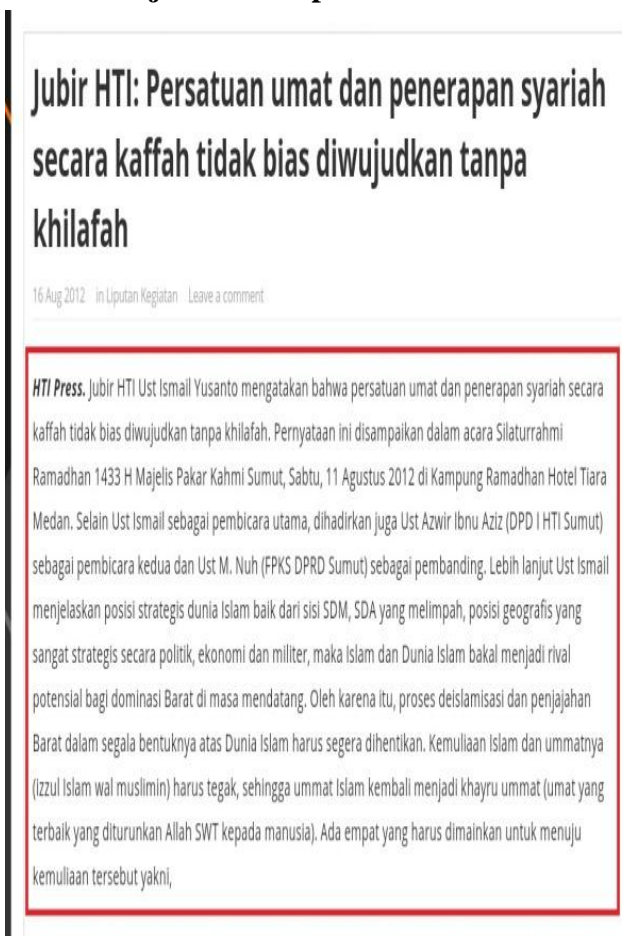 Jubir HTI: Persatuan umat dan penerapan syariah
secara kaffah tidak bias diwujudkan tanpa
khilafah
16 Aug 2012 in Liputan Kegiatan Leave a comment
HTI Press. Jubir HTI Ust Ismail Yusanto mengatakan bahwa persatuan umat dan penerapan syariah secara
kaffah tidak bias diwujudkan tanpa khilafah. Pernyataan ini disampaikan dalam acara Silaturrahmi
Ramadhan 1433 H Majelis Pakar Kahmi Sumut, Sabtu, 11 Agustus 2012 di Kampung Ramadhan Hotel Tiara
Medan. Selain Ust Ismail sebagai pembicara utama, dihadirkan juga Ust Azwir Ibnu Aziz (DPD I HTI Sumut)
sebagai pembicara kedua dan Ust M. Nuh (FPKS DPRD Sumut) sebagai pembanding. Lebih lanjut Ust Ismail
menjelaskan posisi strategis dunia Islam baik dari sisi SDM, SDA yang melimpah, posisi geografis yang
sangat strategis secara politik, ekonomi dan militer, maka Islam dan Dunia Islam bakal menjadi rival
potensial bagi dominasi Barat di masa mendatang. Oleh karena itu, proses deislamisasi dan penjajahan
Barat dalam segala bentuknya atas Dunia Islam harus segera dihentikan. Kemuliaan Islam dan ummatnya
(izzul Islam wal muslimin) harus tegak, sehingga ummat Islam kembali menjadi khayru ummat (umat yang
terbaik yang diturunkan Allah SWT kepada manusia). Ada empat yang harus dimainkan untuk menuju
kemuliaan tersebut yakni,